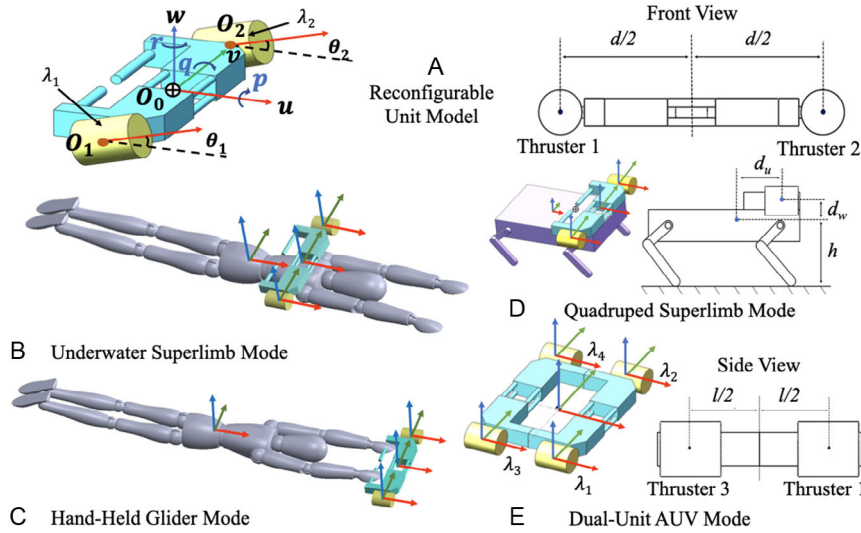 w
O₂
λ₂
r
v
θ₂
q
λ₁
p
O₀
u
O₁
θ₁
A
Reconfigurable
Unit Model
Front View
d/2
d/2
Thruster 1
Thruster 2
B Underwater Superlimb Mode
d_u
d_w
h
D Quadruped Superlimb Mode
C Hand-Held Glider Mode
λ₄
λ₂
λ₃
λ₁
Side View
l/2
l/2
Thruster 3
Thruster 1
E Dual-Unit AUV Mode